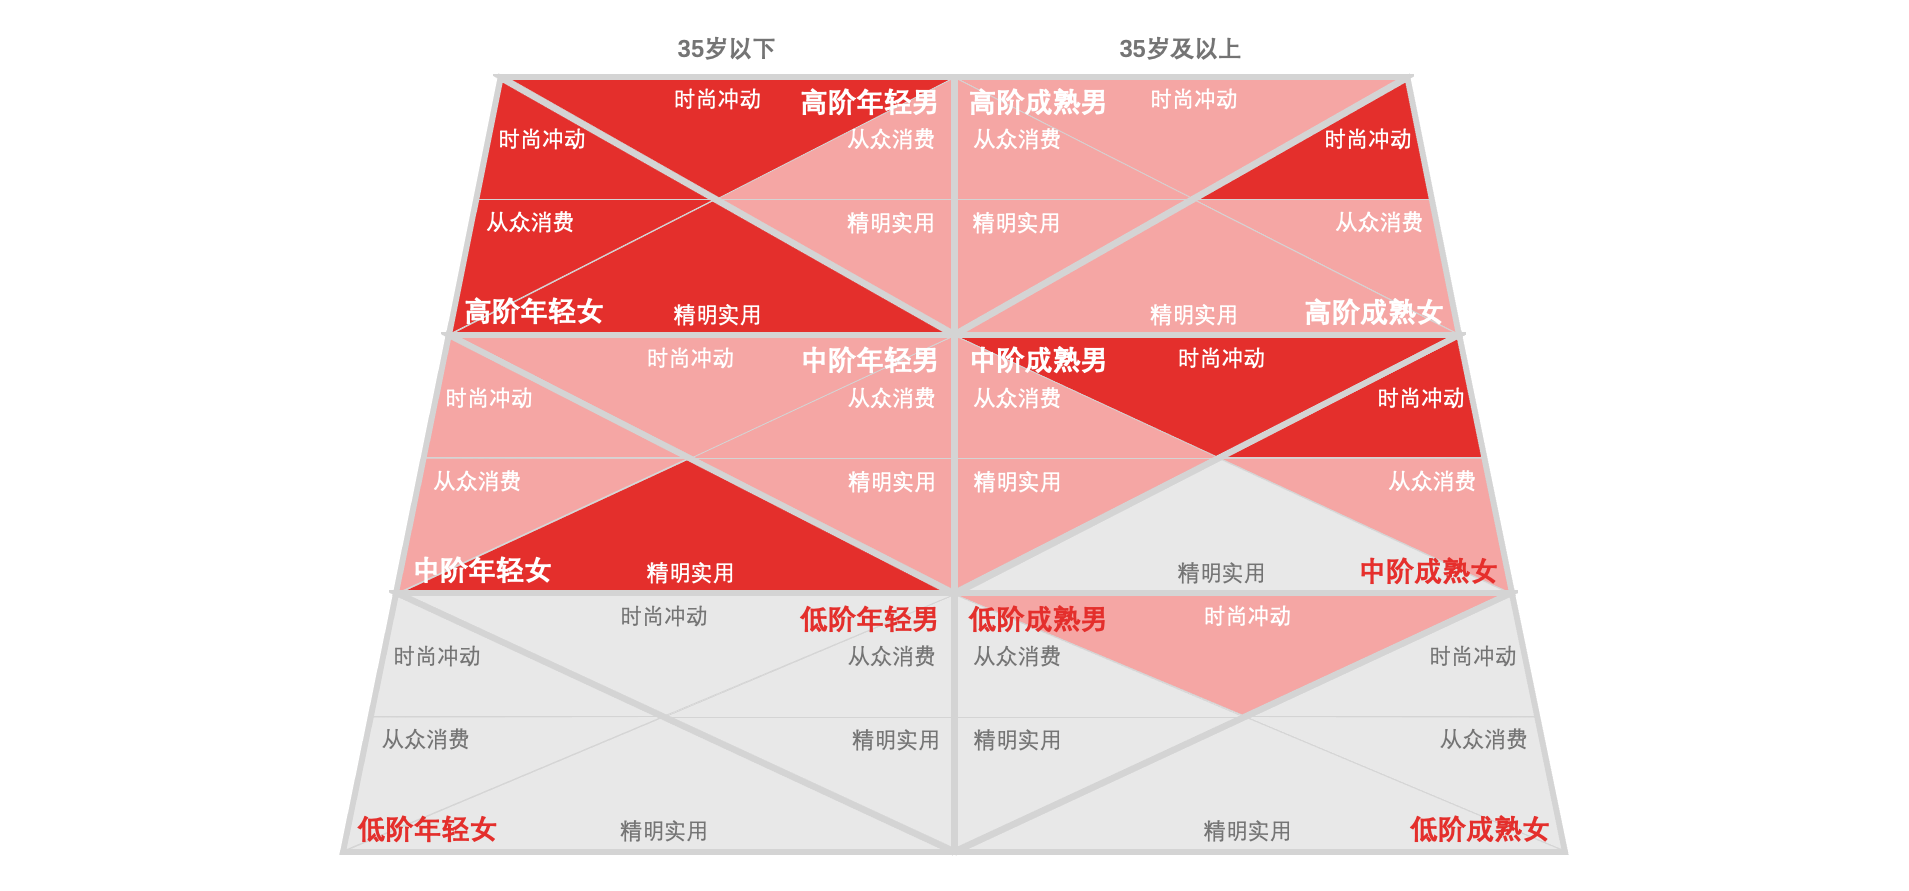 35岁以下
35岁及以上
时尚冲动
高阶年轻男
高阶成熟男
时尚冲动
时尚冲动
从众消费
从众消费
时尚冲动
从众消费
精明实用
精明实用
从众消费
高阶年轻女
精明实用
精明实用
高阶成熟女
时尚冲动
中阶年轻男
中阶成熟男
时尚冲动
时尚冲动
从众消费
从众消费
时尚冲动
从众消费
精明实用
精明实用
从众消费
中阶年轻女
精明实用
精明实用
中阶成熟女
时尚冲动
低阶年轻男
低阶成熟男
时尚冲动
时尚冲动
从众消费
从众消费
时尚冲动
从众消费
精明实用
精明实用
从众消费
低阶年轻女
精明实用
精明实用
低阶成熟女